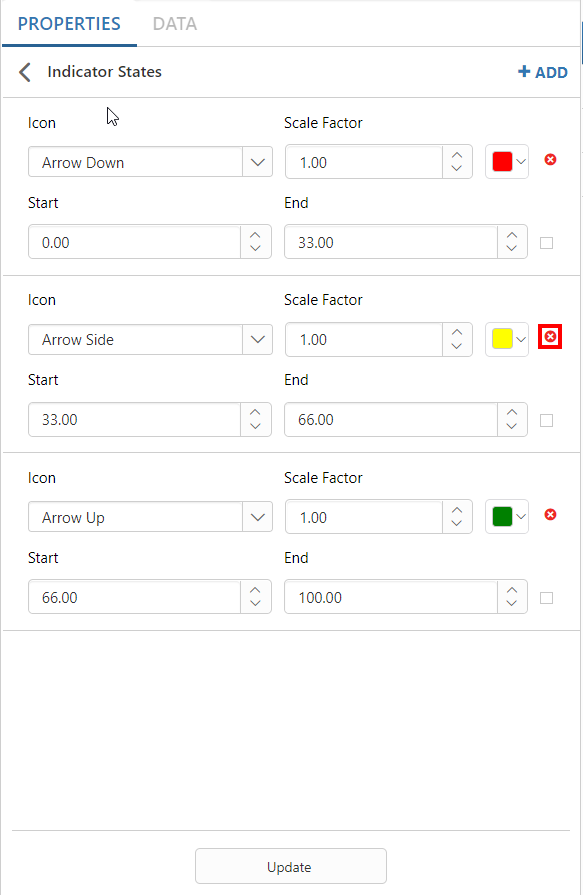 PROPERTIES DATA
Indicator States + ADD
Icon Scale Factor
Arrow Down 1.00
Start End
0.00 33.00
Icon Scale Factor
Arrow Side 1.00
Start End
33.00 66.00
Icon Scale Factor
Arrow Up 1.00
Start End
66.00 100.00
Update